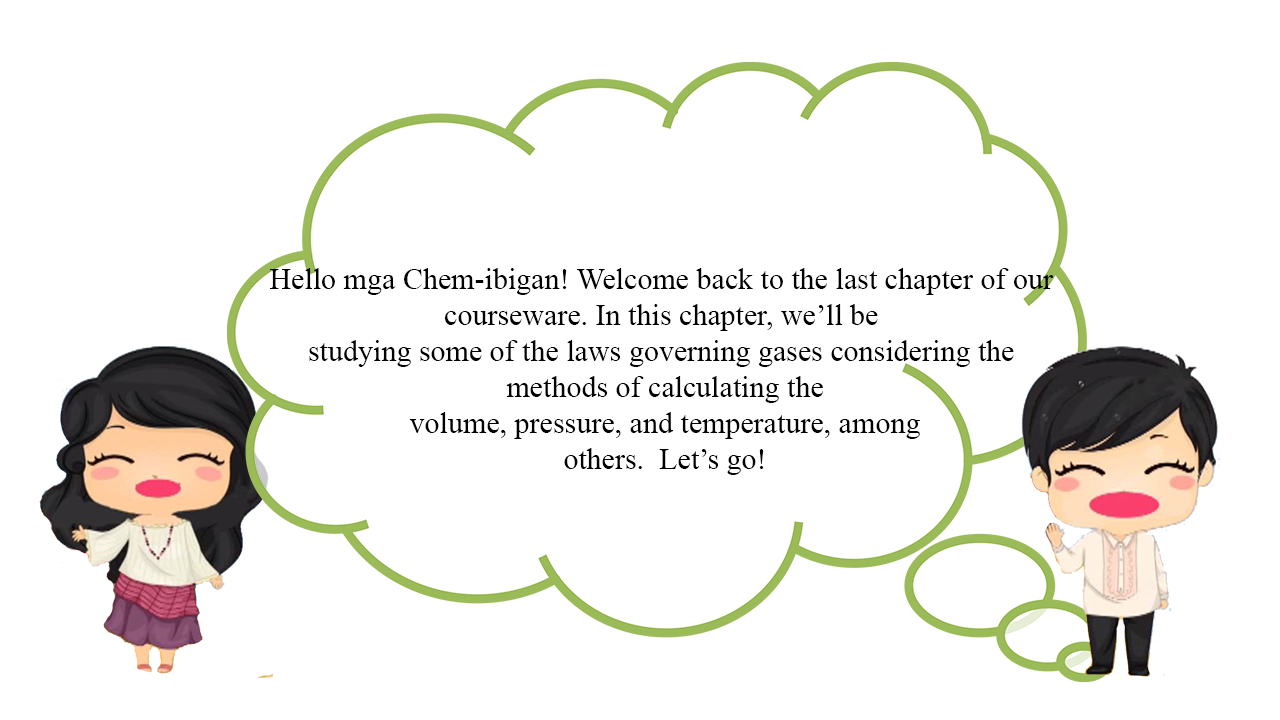 Hello mga Chem-ibigan! Welcome back to the last chapter of our
courseware. In this chapter, we’ll be
studying some of the laws governing gases considering the
methods of calculating the
volume, pressure, and temperature, among
others.  Let’s go!